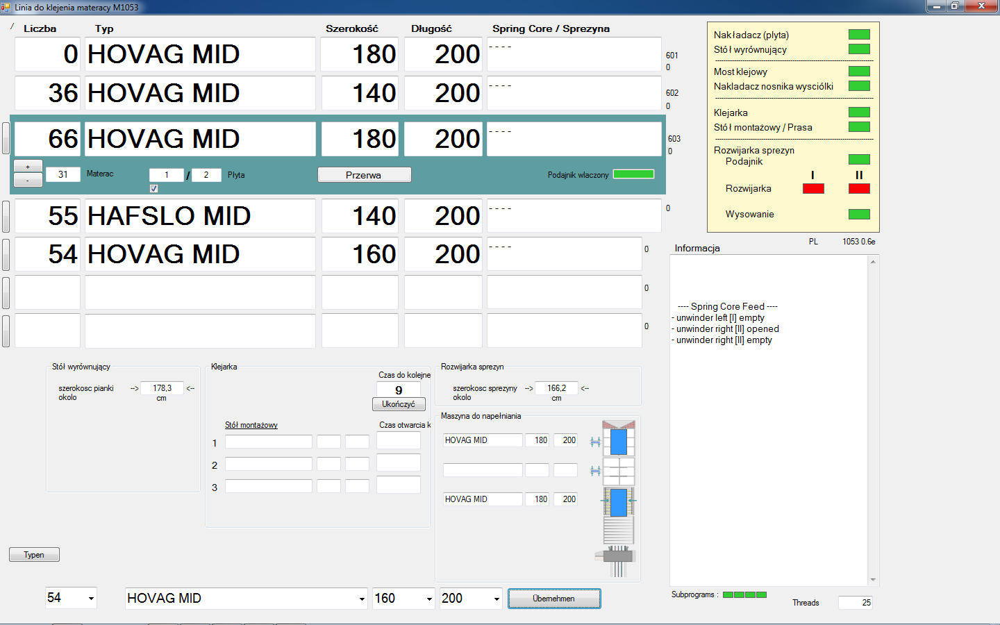 Linia do klejenia materacy M1053
/ Liczba Typ Szerokość Długość Spring Core / Sprezyna
0 HOVAG MID 180 200 ---- 601
0
36 HOVAG MID 140 200 ---- 602
0
66 HOVAG MID 180 200 ---- 603
0
+ 31 Materac 1 / 2 Płyta Przerwa Podajnik wlaczony
-
55 HAFSLO MID 140 200 ---- 0
54 HOVAG MID 160 200 ---- 0
0
0
Nakładacz (plyta)
Stół wyrównujący
Most klejowy
Nakladacz nosnika wysciólki
Klejarka
Stół montażowy / Prasa
Rozwijarka sprezyn
Podajnik
I II
Rozwijarka
Wysowanie
PL 1053 0.6e
Informacja
---- Spring Core Feed ----
- unwinder left [I] empty
- unwinder right [II] opened
- unwinder right [II] empty
Stół wyrównujący
szerokosc pianki okolo --> 178,3 <--
cm
Klejarka
Czas do kolejne
9
Ukończyć
Stół montażowy Czas otwarcia k
1
2
3
Rozwijarka sprezyn
szerokosc sprezyny okolo --> 166,2 <--
cm
Maszyna do napełniania
HOVAG MID 180 200
HOVAG MID 180 200
Typen
54 HOVAG MID 160 200 Übernehmen
Subprograms :
Threads 25